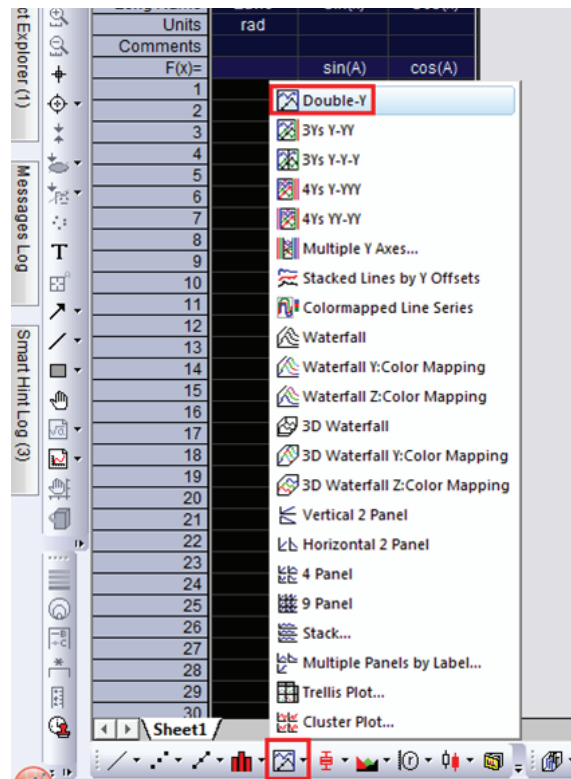 ct Explorer (1)
Messages Log
Smart Hint Log (3)
Long Name
Units rad
Comments
F(x)= sin(A) cos(A)
1
2
3
4
5
6
7
8
9
10
11
12
13
14
15
16
17
18
19
20
21
22
23
24
25
26
27
28
29
30
Double-Y
3Ys Y-YY
3Ys Y-Y-Y
4Ys Y-YYY
4Ys YY-YY
Multiple Y Axes...
Stacked Lines by Y Offsets
Colormapped Line Series
Waterfall
Waterfall Y:Color Mapping
Waterfall Z:Color Mapping
3D Waterfall
3D Waterfall Y:Color Mapping
3D Waterfall Z:Color Mapping
Vertical 2 Panel
Horizontal 2 Panel
4 Panel
9 Panel
Stack...
Multiple Panels by Label...
Trellis Plot...
Cluster Plot...
Sheet1